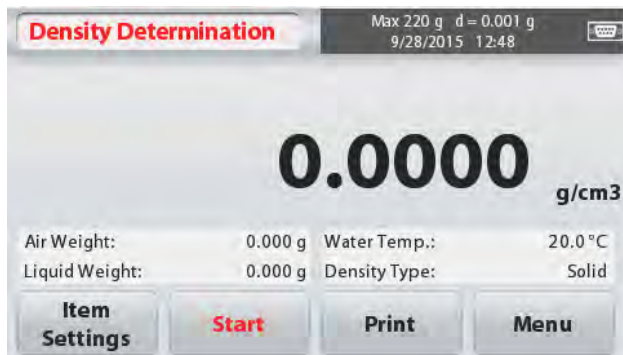 Density Determination
Max 220 g d = 0.001 g
9/28/2015 12:48
0.0000 g/cm3
Air Weight: 0.000 g Water Temp.: 20.0 °C
Liquid Weight: 0.000 g Density Type: Solid
Item
Settings
Start
Print
Menu